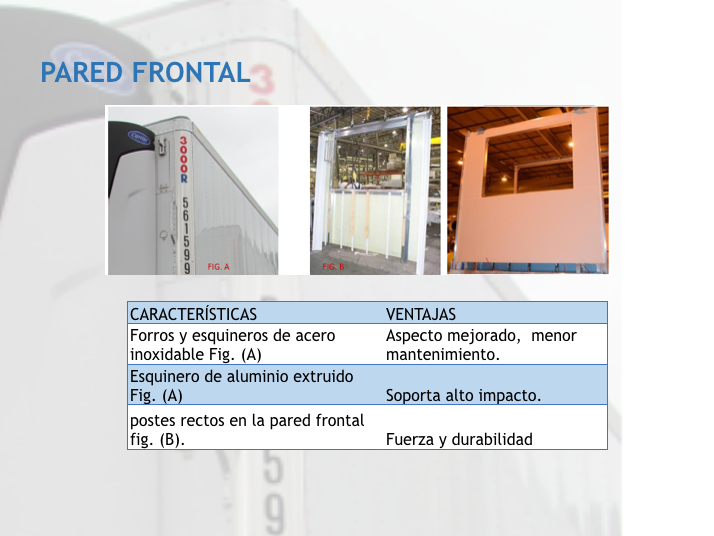 PARED FRONTAL
3000R
561599
FIG. A
FIG. B
CARACTERÍSTICAS VENTAJAS
Forros y esquineros de acero inoxidable Fig. (A) Aspecto mejorado,  menor mantenimiento.
Esquinero de aluminio extruido Fig. (A) Soporta alto impacto.
postes rectos en la pared frontal fig. (B). Fuerza y durabilidad